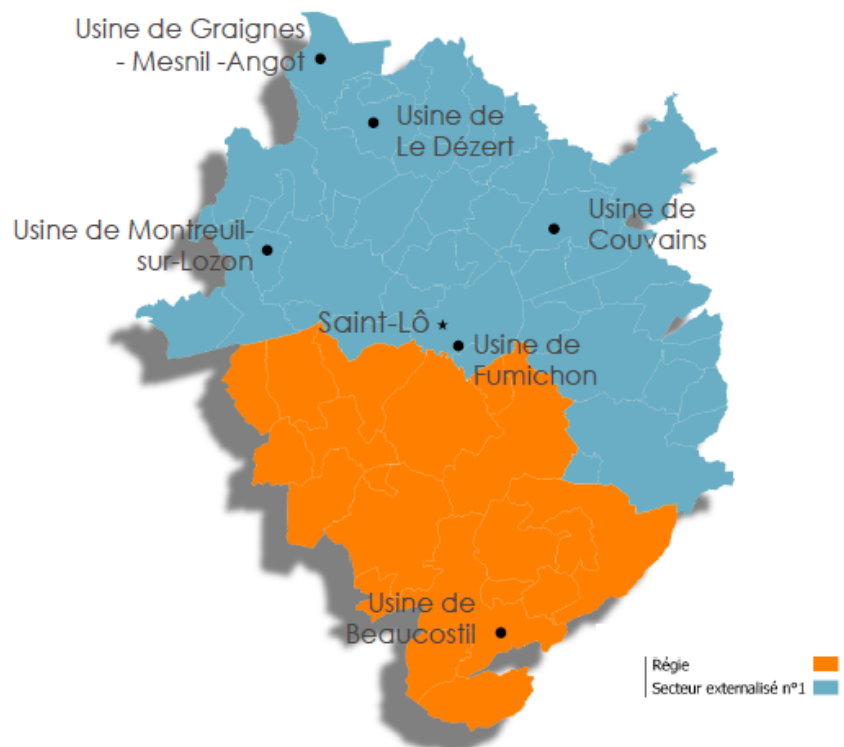 Usine de Graignes
- Mesnil -Angot
Usine de
Le Dézert
Usine de
Couvains
Usine de Montreuil-
sur-Lozon
Saint-Lô
Usine de
Fumichon
Usine de
Beaucostil
Régie
Secteur externalisé n°1